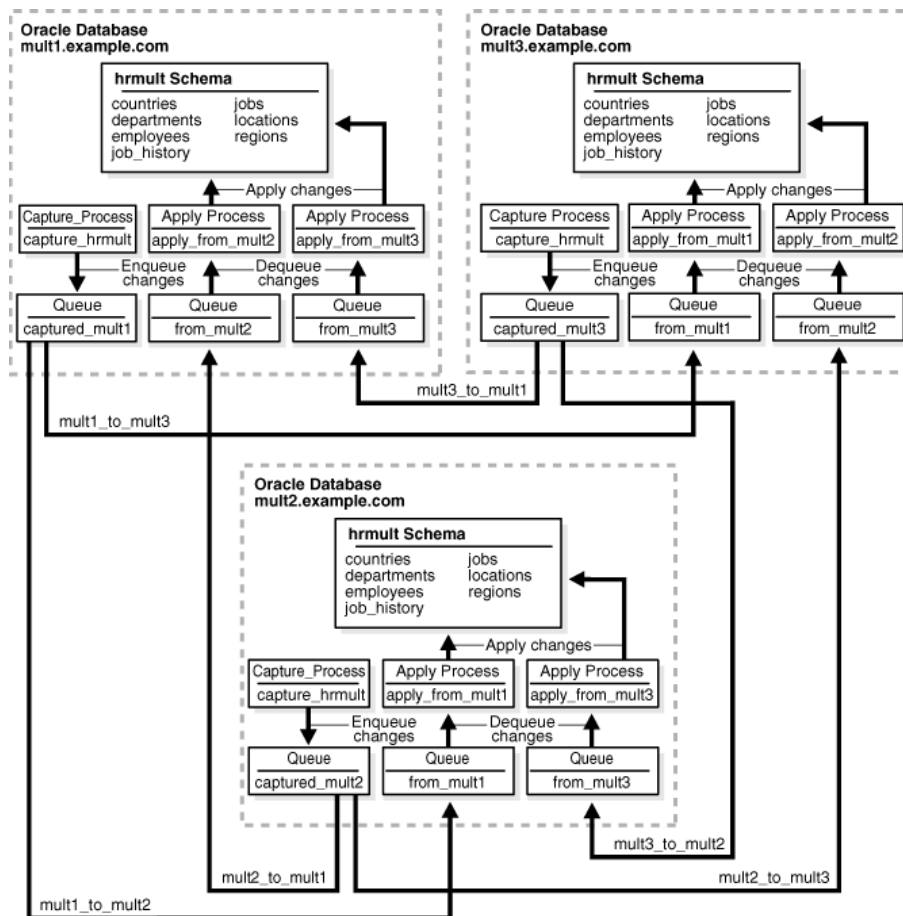 Oracle Database
mult1.example.com
hrmult Schema
countries jobs
departments locations
employees regions
job_history
Apply changes
Capture_Process
capture_hrmult
Apply Process
apply_from_mult2
Apply Process
apply_from_mult3
Enqueue
changes
Dequeue
changes
Queue
captured_mult1
Queue
from_mult2
Queue
from_mult3
Oracle Database
mult3.example.com
hrmult Schema
countries jobs
departments locations
employees regions
job_history
Apply changes
Capture Process
capture_hrmult
Apply Process
apply_from_mult1
Apply Process
apply_from_mult2
Enqueue
changes
Dequeue
changes
Queue
captured_mult3
Queue
from_mult1
Queue
from_mult2
mult3_to_mult1
mult1_to_mult3
Oracle Database
mult2.example.com
hrmult Schema
countries jobs
departments locations
employees regions
job_history
Apply changes
Capture_Process
capture_hrmult
Apply Process
apply_from_mult1
Apply Process
apply_from_mult3
Enqueue
changes
Dequeue
changes
Queue
captured_mult2
Queue
from_mult1
Queue
from_mult3
mult3_to_mult2
mult2_to_mult1
mult2_to_mult3
mult1_to_mult2